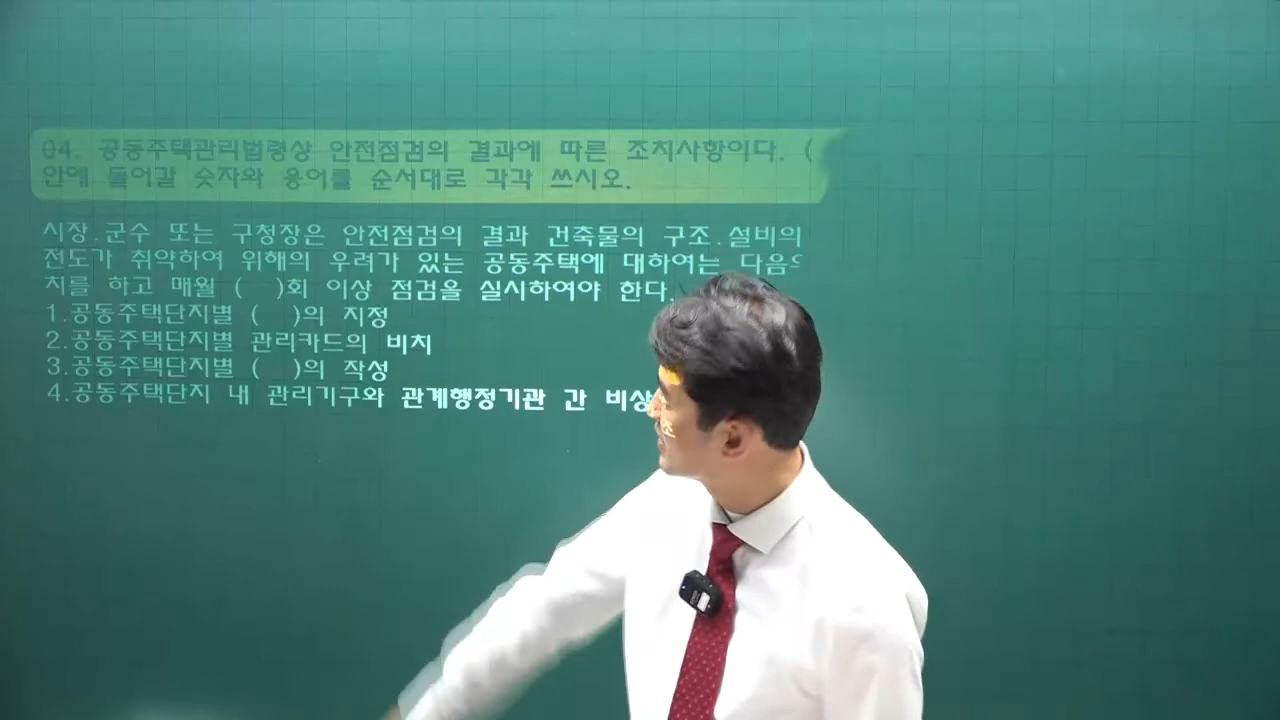 04. 공동주택관리법령상 안전점검의 결과에 따른 조치사항이다. (
안에 들어갈 숫자와 용어를 순서대로 각각 쓰시오.
시장.군수 또는 구청장은 안전점검의 결과 건축물의 구조.설비의
전도가 취약하여 위해의 우려가 있는 공동주택에 대하여는 다음의
치를 하고 매월 ( )회 이상 점검을 실시하여야 한다.
1.공동주택단지별 ( )의 지정
2.공동주택단지별 관리카드의 비치
3.공동주택단지별 ( )의 작성
4.공동주택단지 내 관리기구와 관계행정기관 간 비상